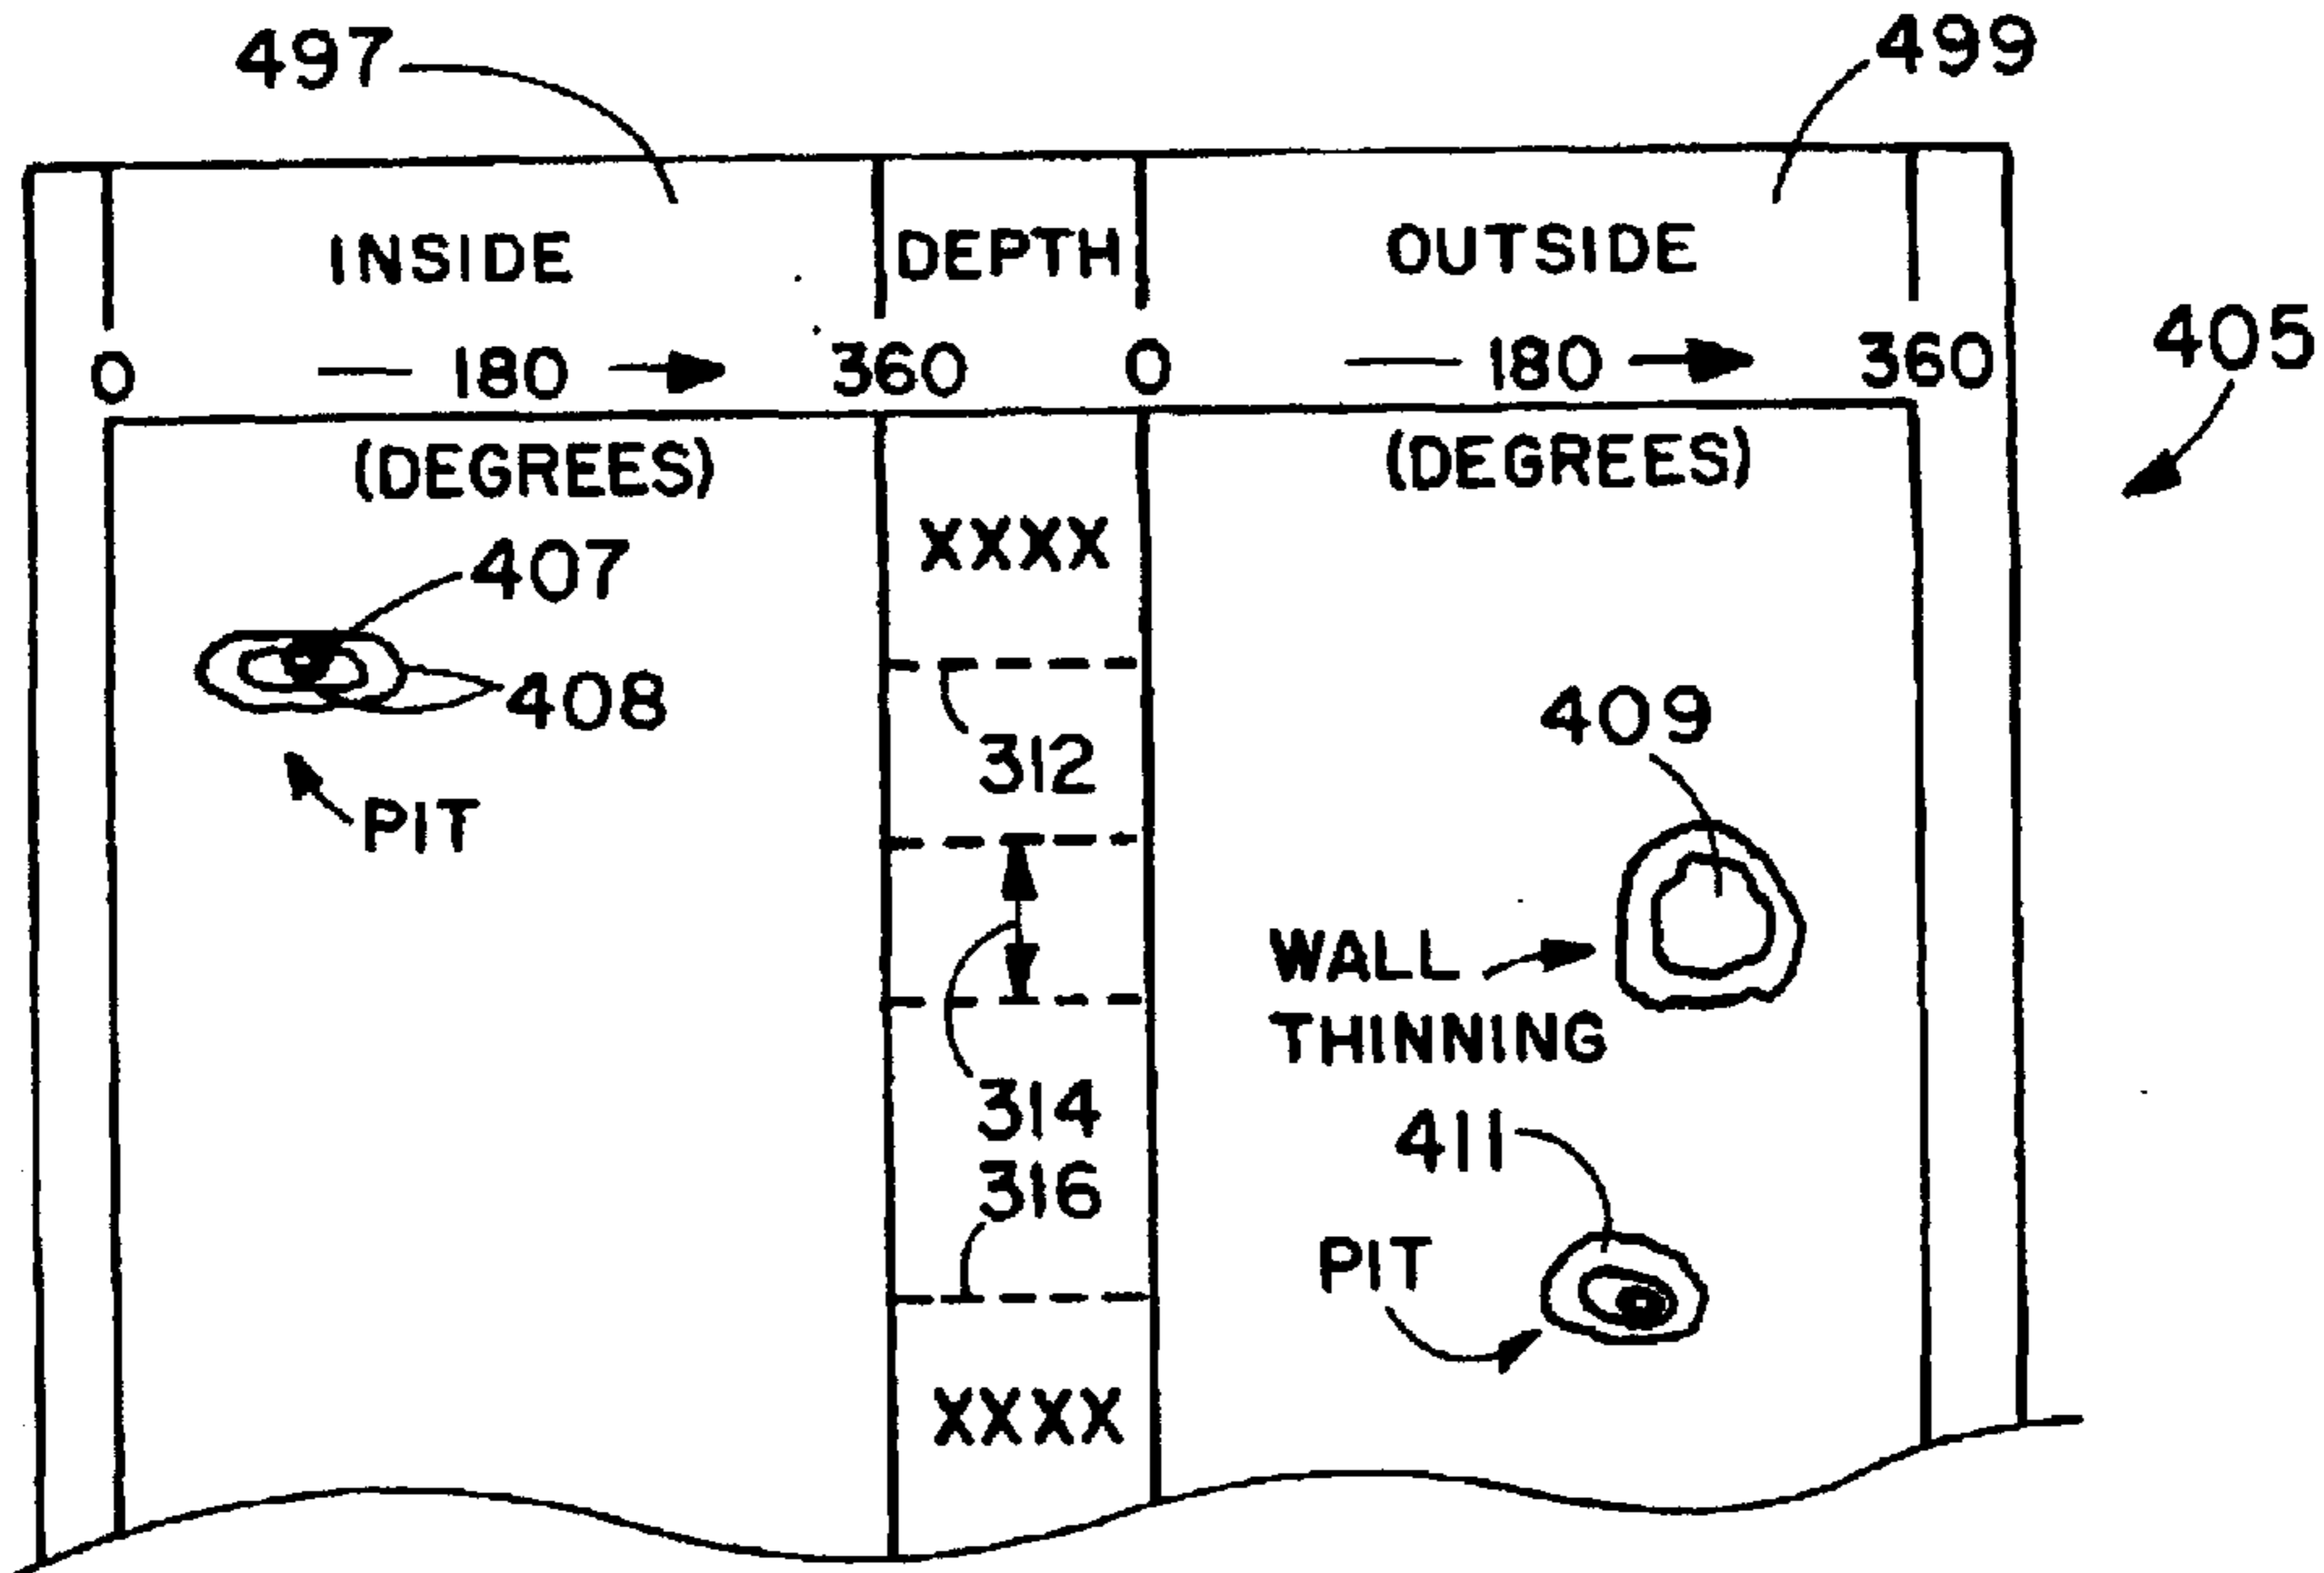 497
499
INSIDE DEPTH OUTSIDE
0 — 180 → 360 0 — 180 → 360
405
(DEGREES) (DEGREES)
XXXX
407
408
409
312
PIT
WALL
THINNING
314
411
316
PIT
XXXX